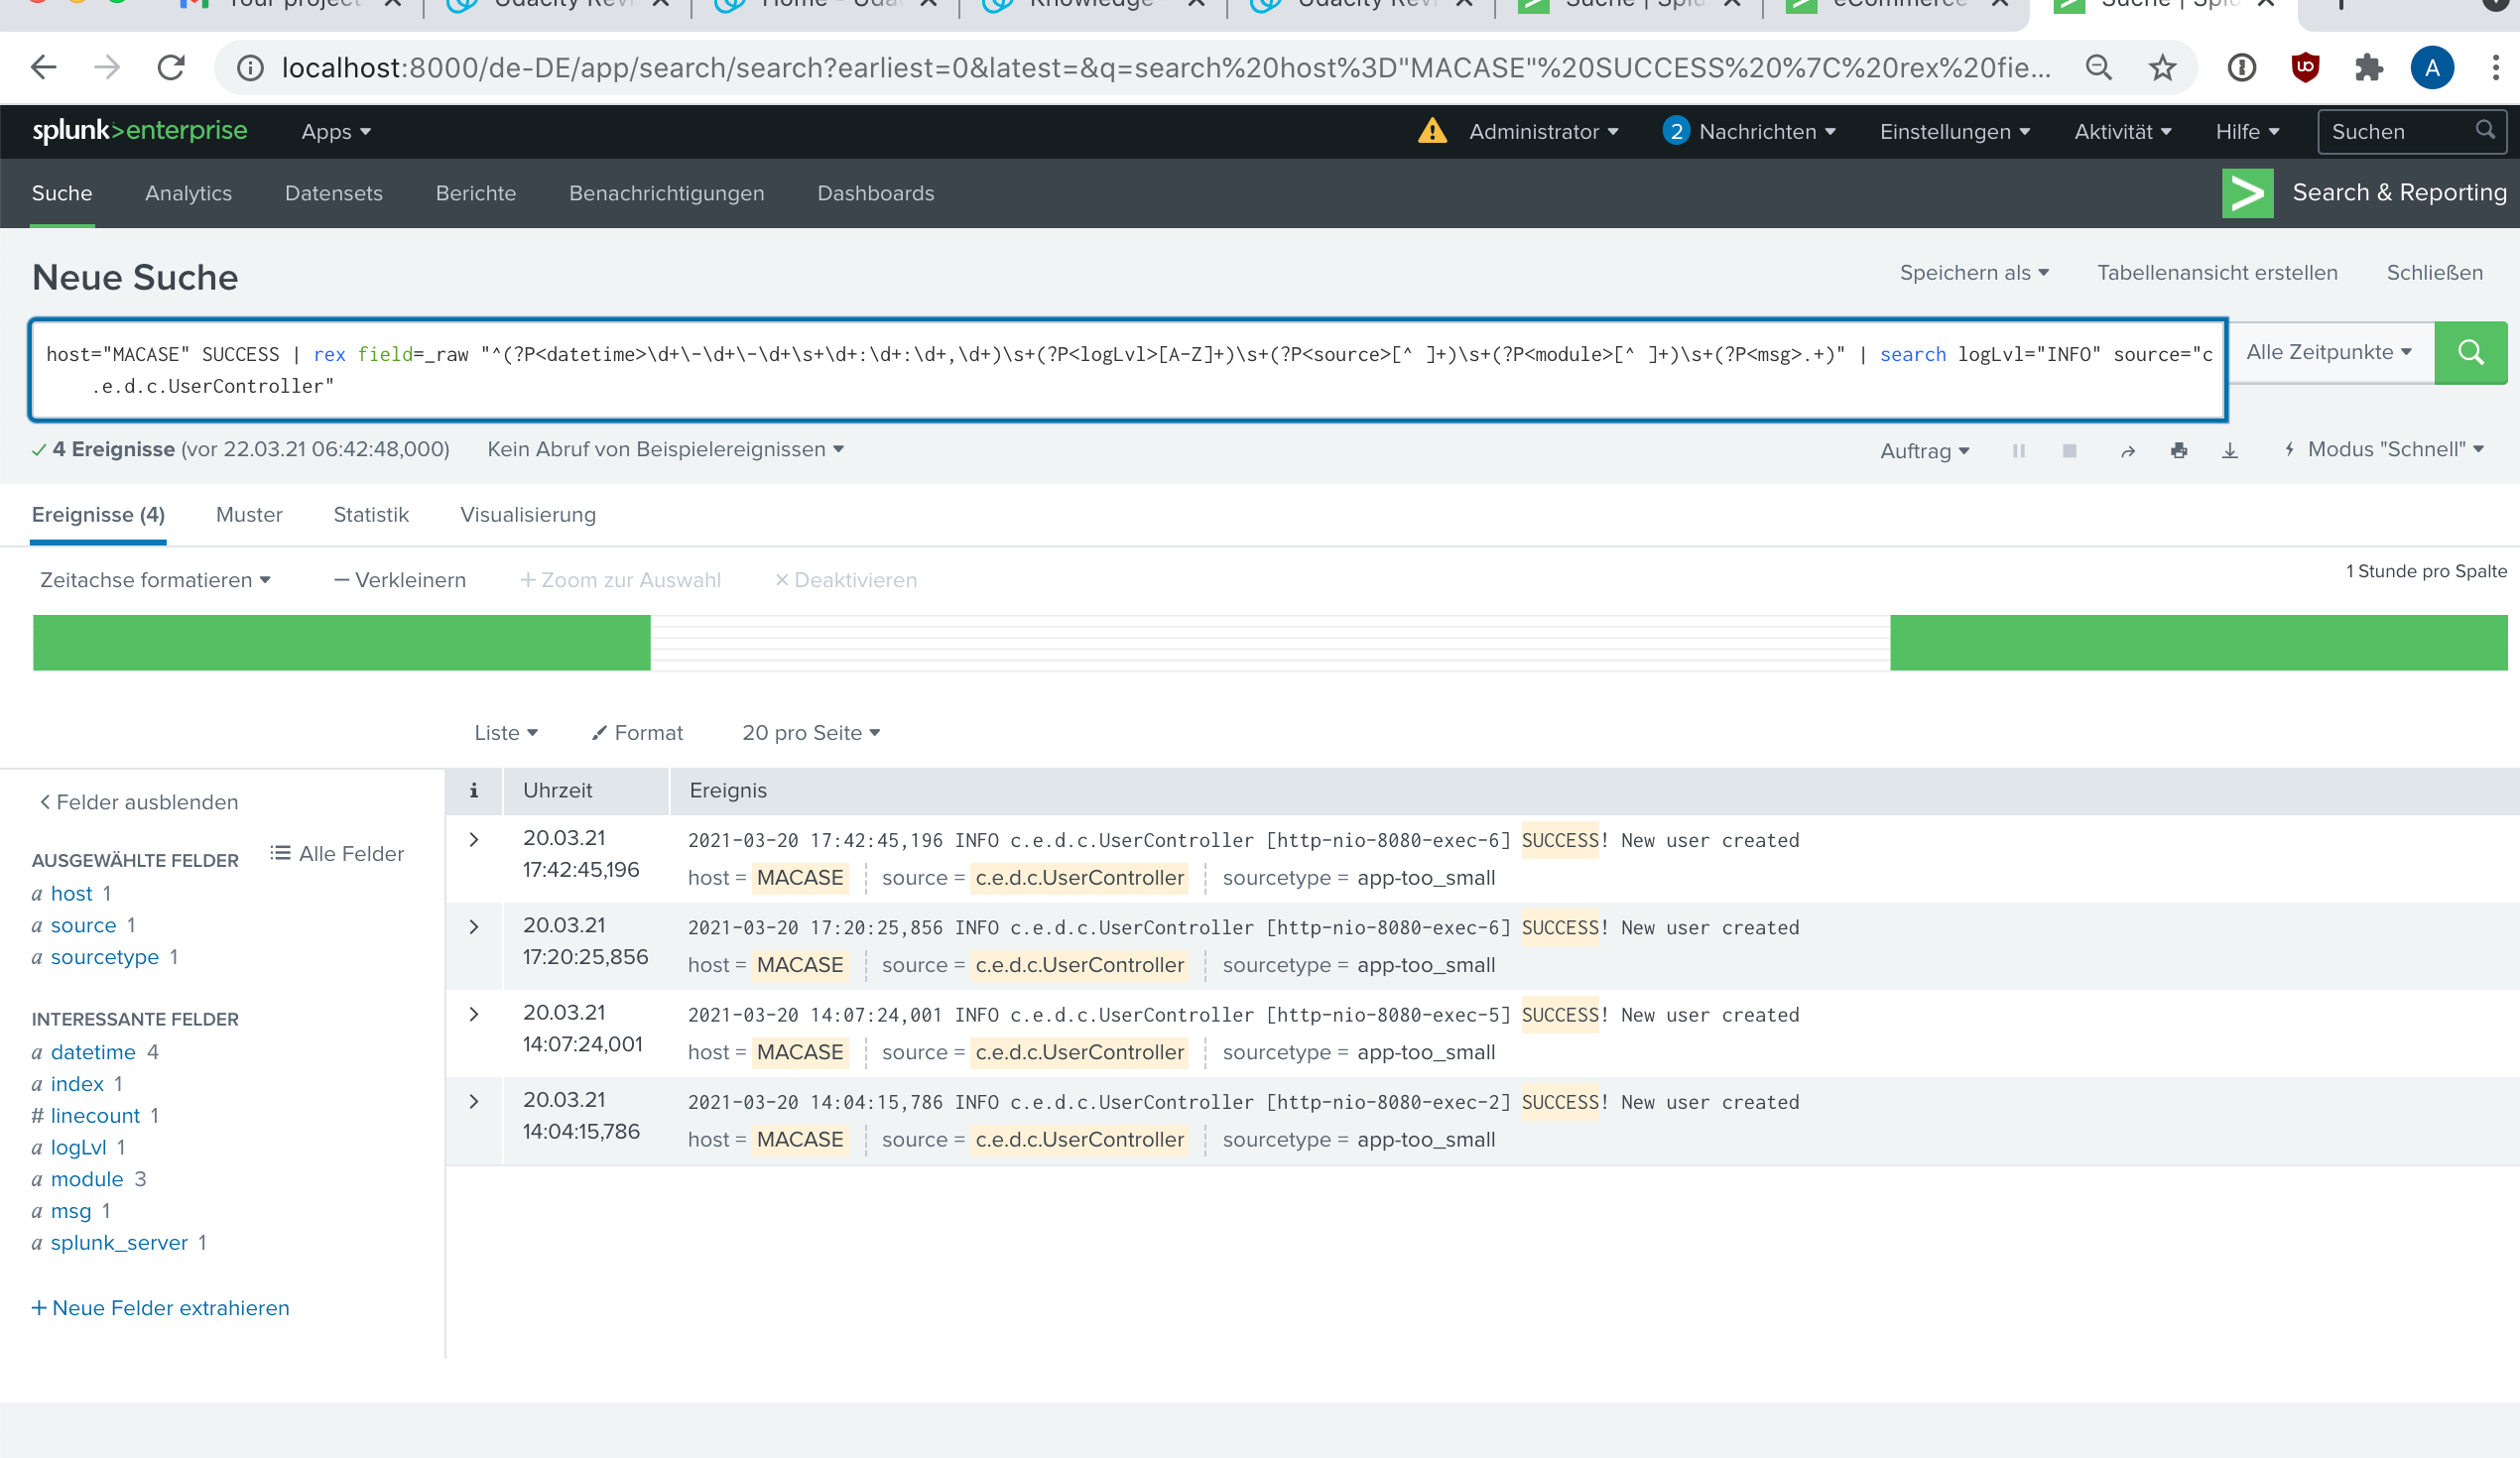 Your project
Udacity Revi
Home - Uda
Knowledge
Udacity Revi
Suche | Splu
eCommerce
Suche | Splu
localhost:8000/de-DE/app/search/search?earliest=0&latest=&q=search%20host%3D"MACASE"%20SUCCESS%20%7C%20rex%20fie...
A
splunk>enterprise Apps Administrator 2 Nachrichten Einstellungen Aktivität Hilfe Suchen
Suche Analytics Datensets Berichte Benachrichtigungen Dashboards Search & Reporting
Neue Suche
Speichern als Tabellenansicht erstellen Schließen
host="MACASE" SUCCESS | rex field=_raw "^(?P<datetime>\d+\-\d+\-\d+\s+\d+:\d+:\d+,\d+)\s+(?P<logLvl>[A-Z]+)\s+(?P<source>[^ ]+)\s+(?P<module>[^ ]+)\s+(?P<msg>.+)" | search logLvl="INFO" source="c
.e.d.c.UserController"
Alle Zeitpunkte
4 Ereignisse (vor 22.03.21 06:42:48,000) Kein Abruf von Beispielereignissen Auftrag Modus "Schnell"
Ereignisse (4) Muster Statistik Visualisierung
Zeitachse formatieren — Verkleinern + Zoom zur Auswahl × Deaktivieren 1 Stunde pro Spalte
Liste Format 20 pro Seite
< Felder ausblenden
Alle Felder
AUSGEWÄHLTE FELDER
a host 1
a source 1
a sourcetype 1
INTERESSANTE FELDER
a datetime 4
a index 1
# linecount 1
a logLvl 1
a module 3
a msg 1
a splunk_server 1
+ Neue Felder extrahieren
i Uhrzeit Ereignis
> 20.03.21
17:42:45,196
2021-03-20 17:42:45,196 INFO c.e.d.c.UserController [http-nio-8080-exec-6] SUCCESS! New user created
host = MACASE source = c.e.d.c.UserController sourcetype = app-too_small
> 20.03.21
17:20:25,856
2021-03-20 17:20:25,856 INFO c.e.d.c.UserController [http-nio-8080-exec-6] SUCCESS! New user created
host = MACASE source = c.e.d.c.UserController sourcetype = app-too_small
> 20.03.21
14:07:24,001
2021-03-20 14:07:24,001 INFO c.e.d.c.UserController [http-nio-8080-exec-5] SUCCESS! New user created
host = MACASE source = c.e.d.c.UserController sourcetype = app-too_small
> 20.03.21
14:04:15,786
2021-03-20 14:04:15,786 INFO c.e.d.c.UserController [http-nio-8080-exec-2] SUCCESS! New user created
host = MACASE source = c.e.d.c.UserController sourcetype = app-too_small